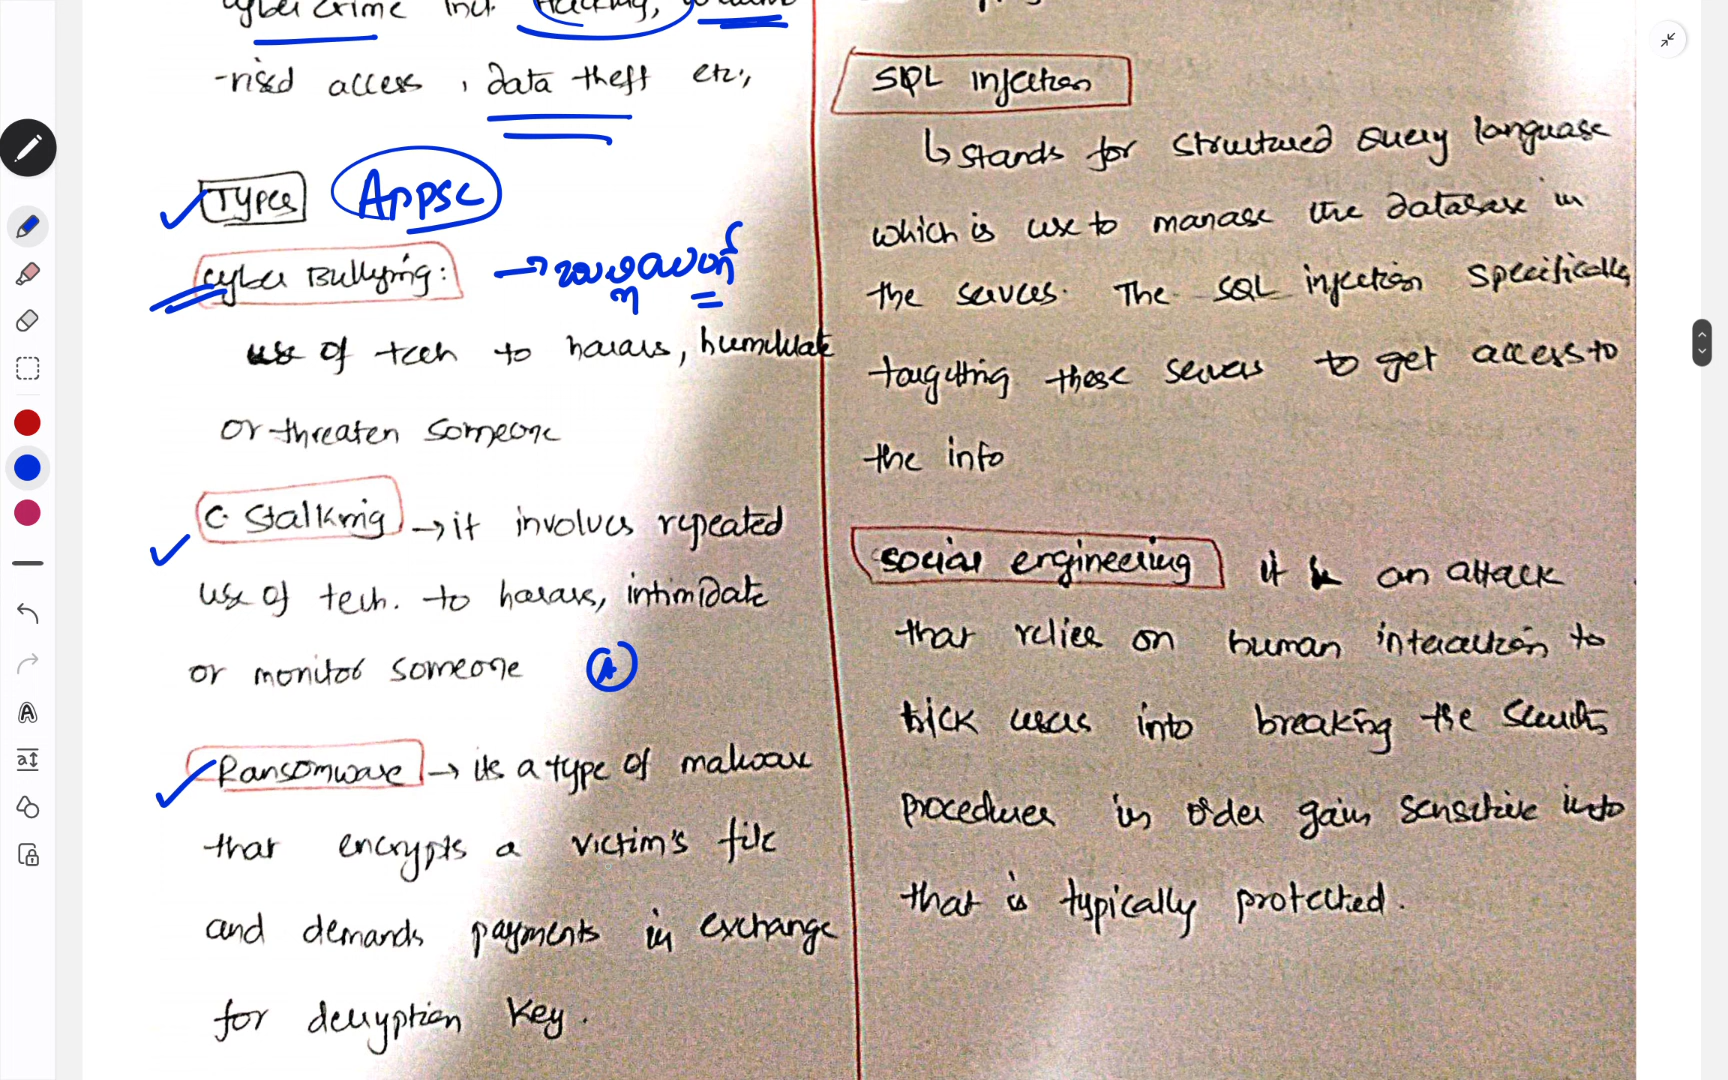 cyber crime incl. Hacking,
-rised access, data theft etc.,
Types Appsc
Cyber Bullying:
use of tech to harass, humiluate
or threaten someone
C. Stalking → it involves repeated
use of tech. to harass, intimidate
or monitor someone A
Ransomware → its a type of malware
that encrypts a victim's file
and demands payments in exchange
for decryption key.
SQL injection
↳ stands for structured Query language
which is use to manage the database in
the servers. The SQL injection specifically
targetting these servers to get access to
the info
social engineering it is an attack
that relies on human interaction to
trick users into breaking the security
procedures in order gain sensitive info
that is typically protected.